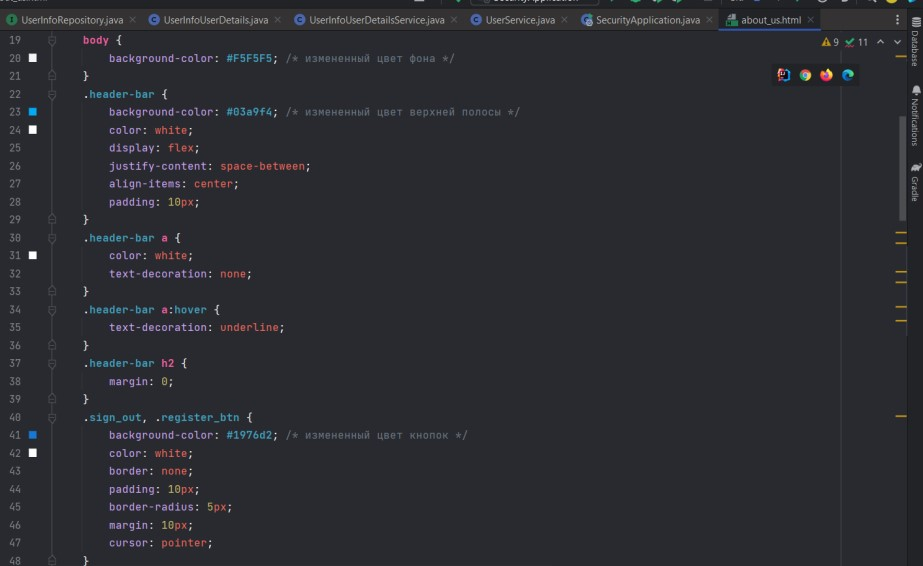 UserInfoRepository.java UserInfoUserDetails.java UserInfoUserDetailsService.java UserService.java SecurityApplication.java about_us.html
9 11
19 body {
20 background-color: #F5F5F5; /* измененный цвет фона */
21 }
22 .header-bar {
23 background-color: #03a9f4; /* измененный цвет верхней полосы */
24 color: white;
25 display: flex;
26 justify-content: space-between;
27 align-items: center;
28 padding: 10px;
29 }
30 .header-bar a {
31 color: white;
32 text-decoration: none;
33 }
34 .header-bar a:hover {
35 text-decoration: underline;
36 }
37 .header-bar h2 {
38 margin: 0;
39 }
40 .sign_out, .register_btn {
41 background-color: #1976d2; /* измененный цвет кнопок */
42 color: white;
43 border: none;
44 padding: 10px;
45 border-radius: 5px;
46 margin: 10px;
47 cursor: pointer;
48 }
Database
Notifications
Gradle